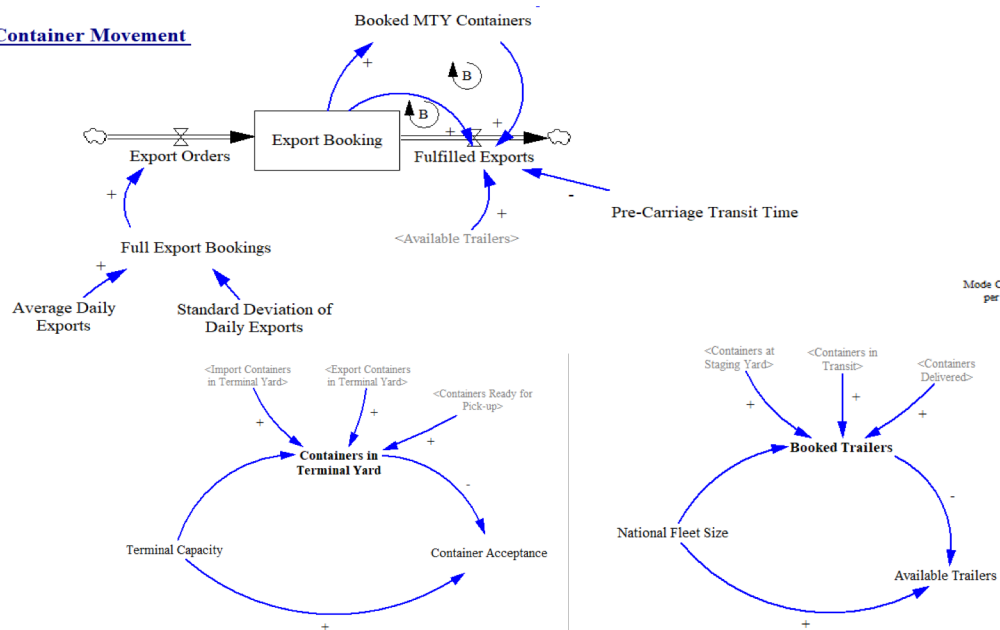 Booked MTY Containers
Container Movement
+
B
B
+
+
Export Booking
Export Orders
Fulfilled Exports
+
-
+
Pre-Carriage Transit Time
<Available Trailers>
Full Export Bookings
+
Average Daily
Exports
Standard Deviation of
Daily Exports
Mode C
per
<Import Containers
in Terminal Yard>
<Export Containers
in Terminal Yard>
<Containers Ready for
Pick-up>
+
+
+
Containers in
Terminal Yard
-
Terminal Capacity
Container Acceptance
+
<Containers at
Staging Yard>
<Containers in
Transit>
<Containers
Delivered>
+
+
+
Booked Trailers
-
National Fleet Size
Available Trailers
+